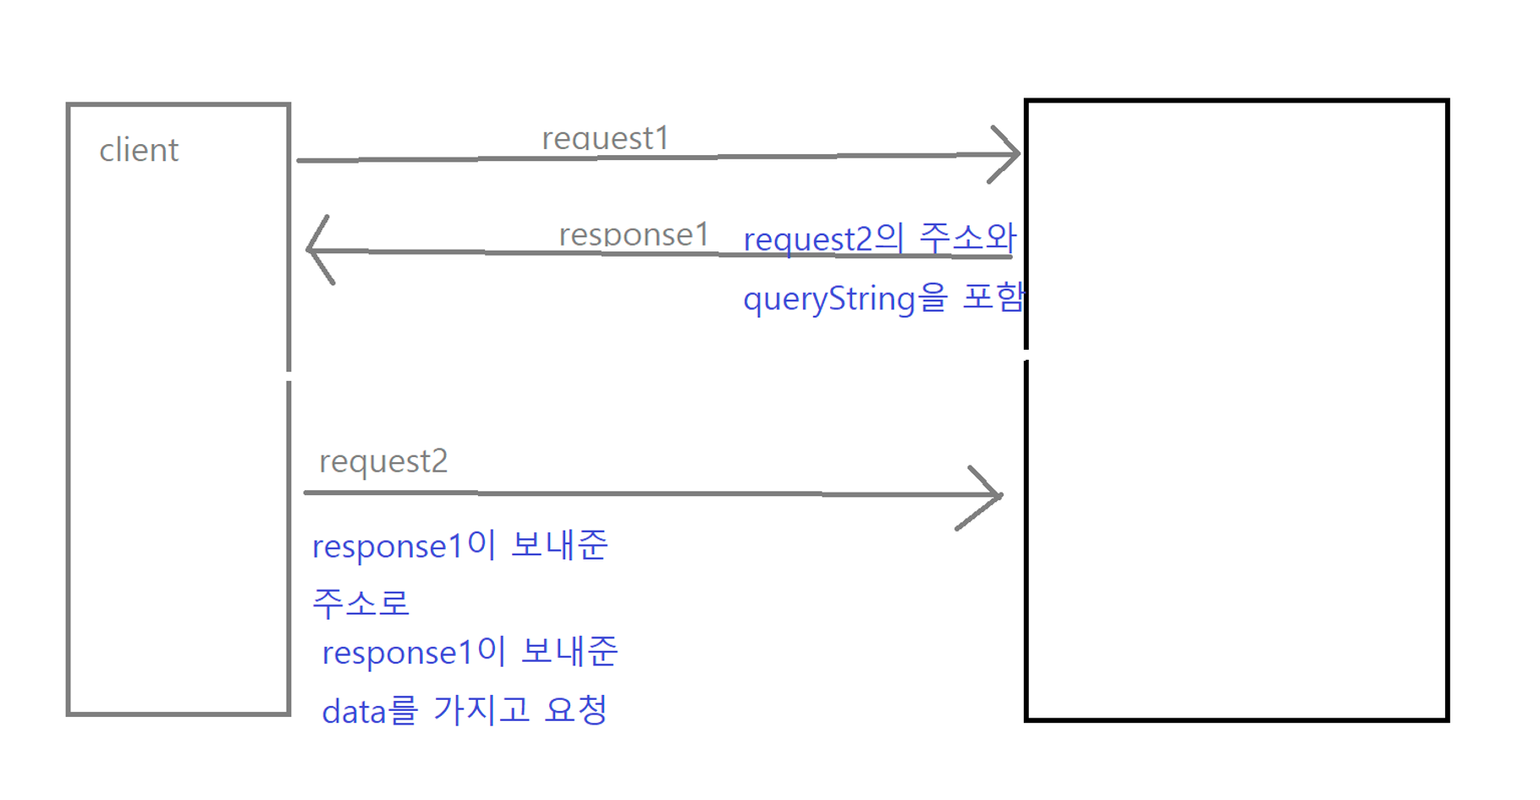 client
request1
response1
request2의 주소와
queryString을 포함
request2
response1이 보내준
주소로
response1이 보내준
data를 가지고 요청